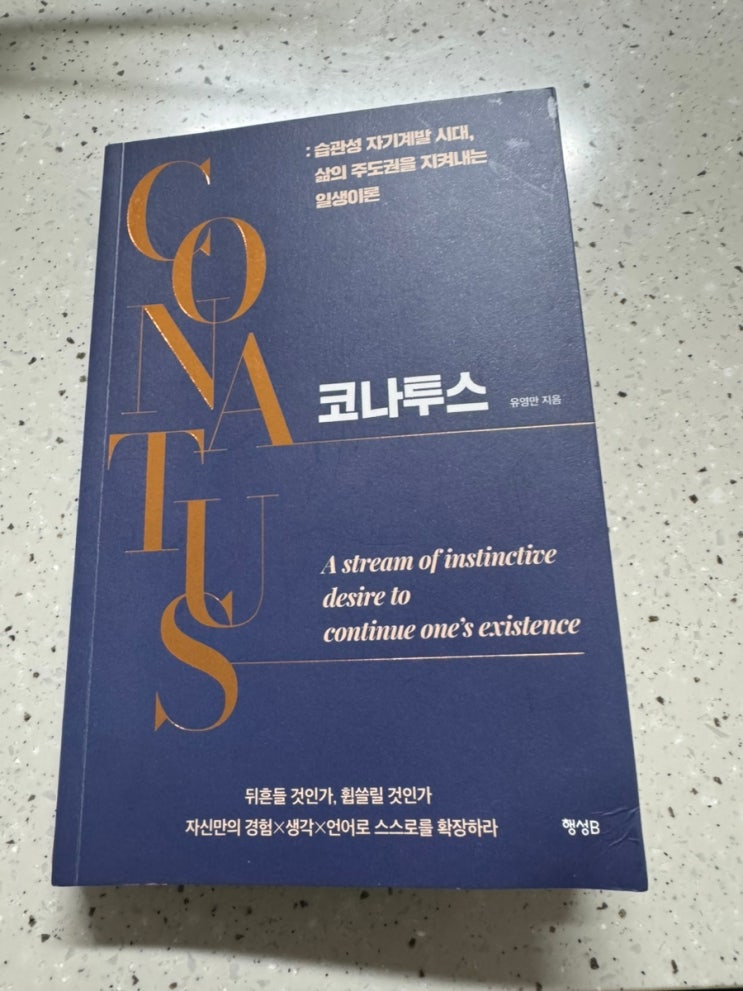 CONATUS
: 습관성 자기계발 시대,
삶의 주도권을 지켜내는
일생이론
코나투스
유영만 지음
A stream of instinctive
desire to
continue one's existence
뒤흔들 것인가, 휩쓸릴 것인가
자신만의 경험×생각×언어로 스스로를 확장하라
행성B